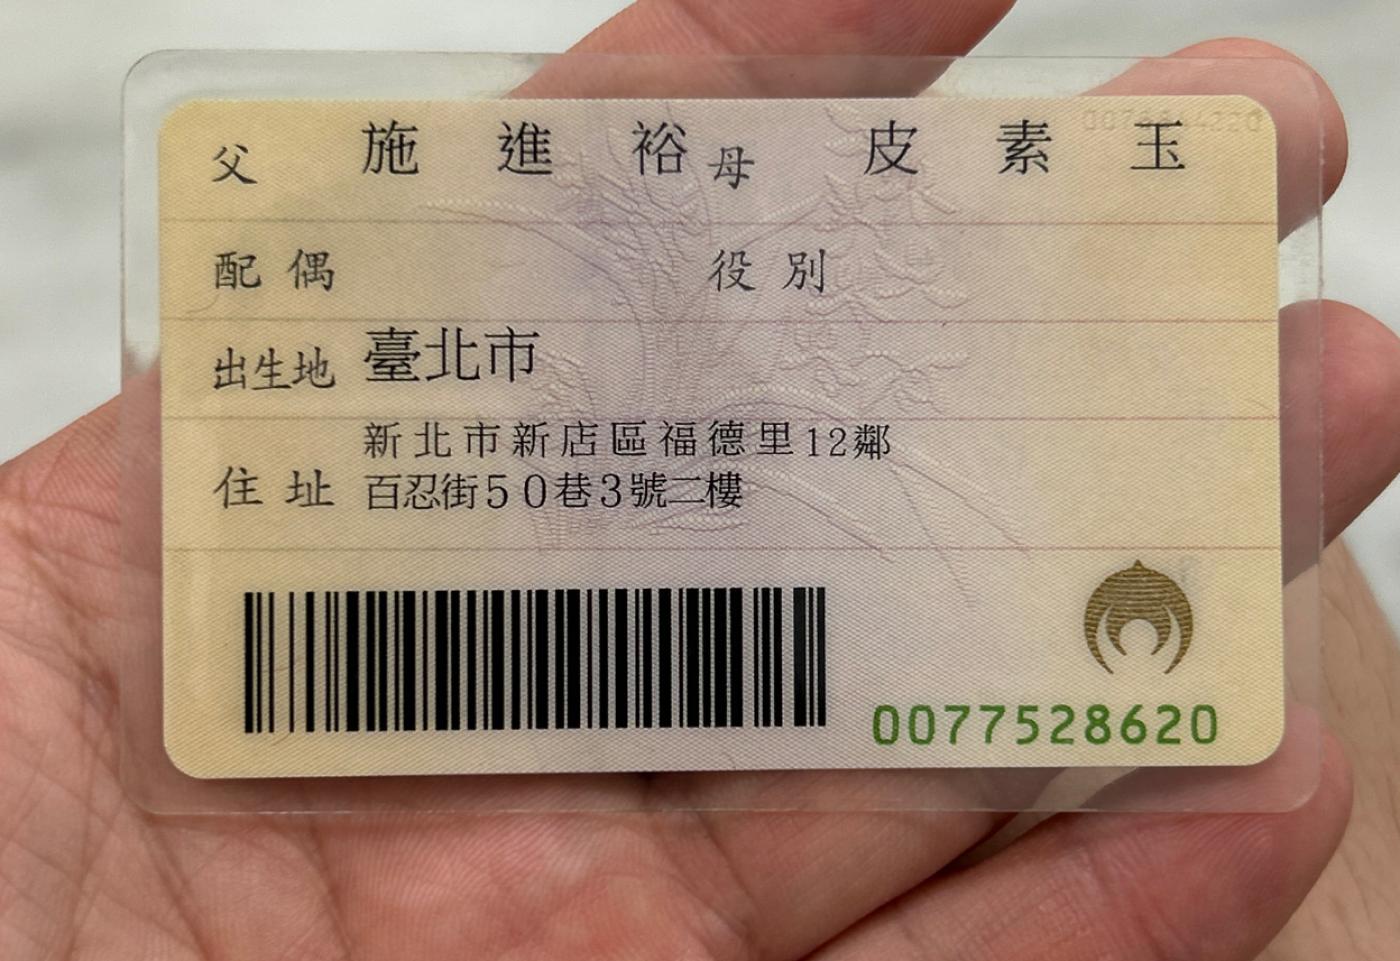 父 施進裕 母 皮素玉
配偶 役別
出生地 臺北市
新北市新店區福德里12鄰
住址 百忍街50巷3號二樓
0077528620